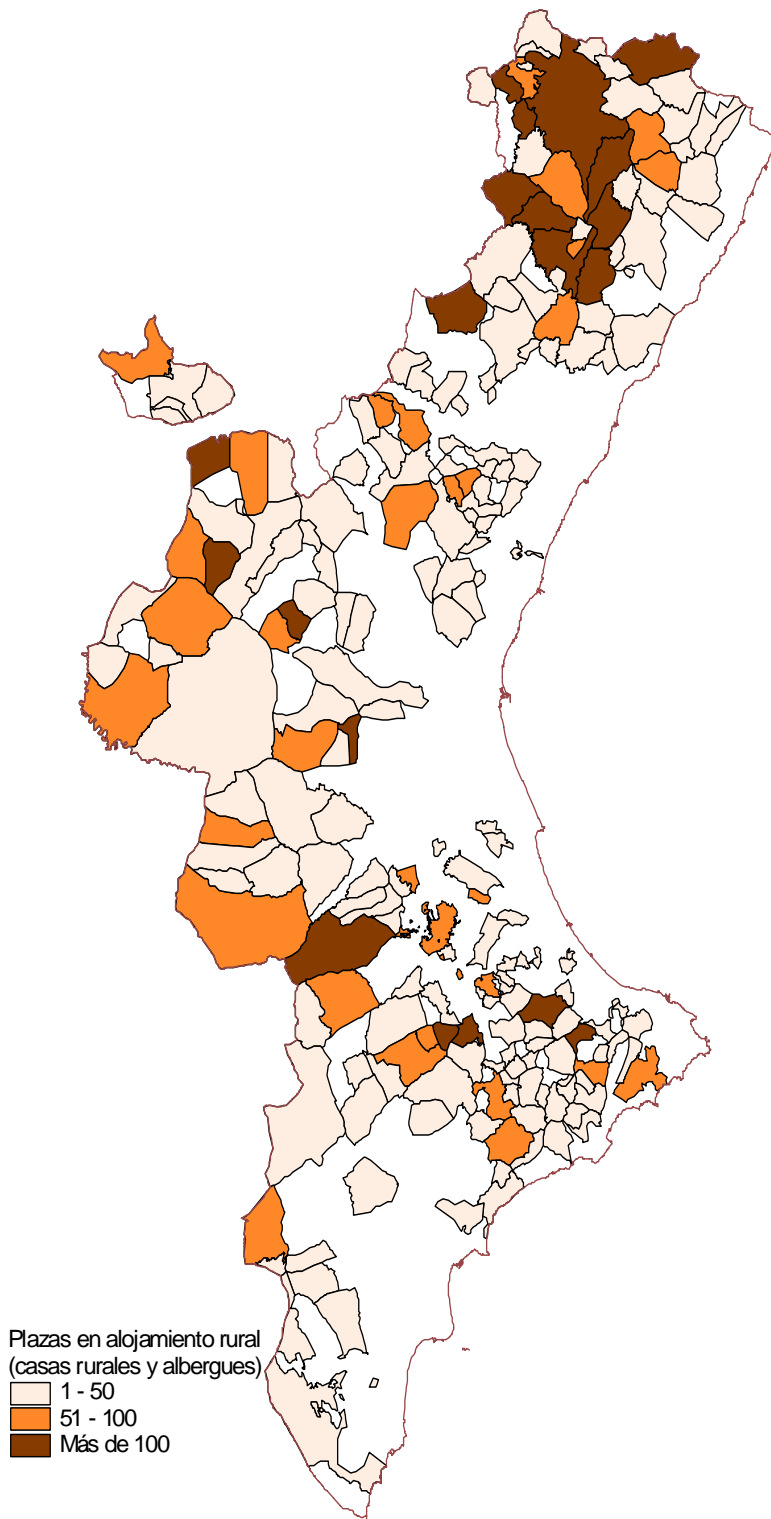 Plazas en alojamiento rural
(casas rurales y albergues)
1 - 50
51 - 100
Más de 100